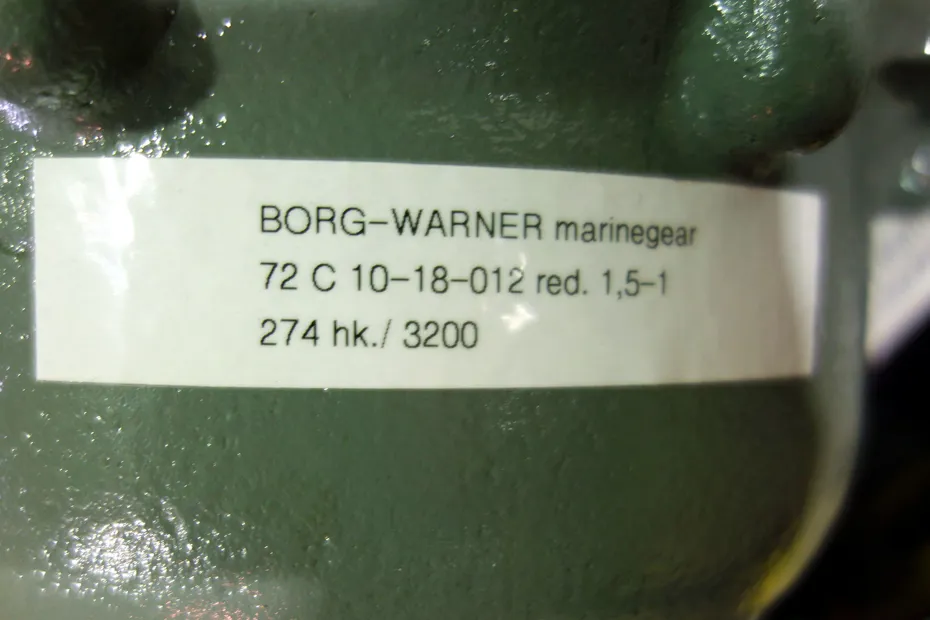 BORG-WARNER marinegear
72 C 10-18-012 red. 1,5-1
274 hk./ 3200